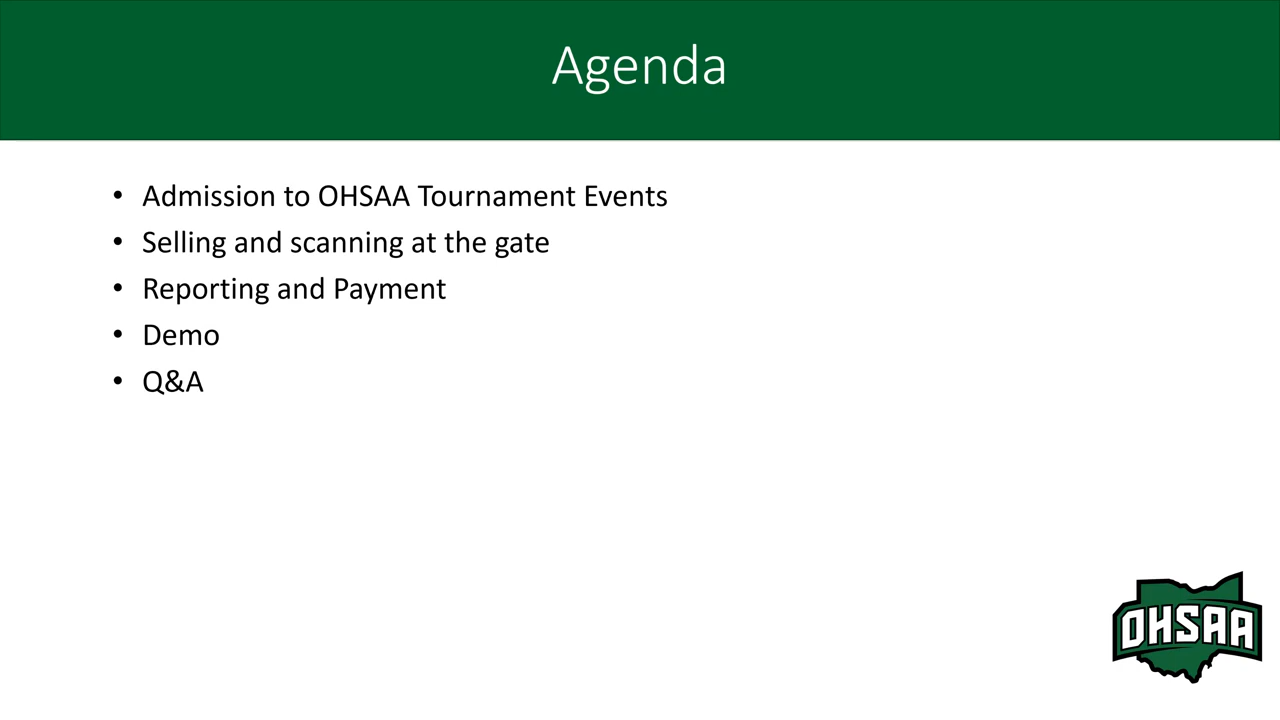 Agenda
• Admission to OHSAA Tournament Events
• Selling and scanning at the gate
• Reporting and Payment
• Demo
• Q&A
OHSAA